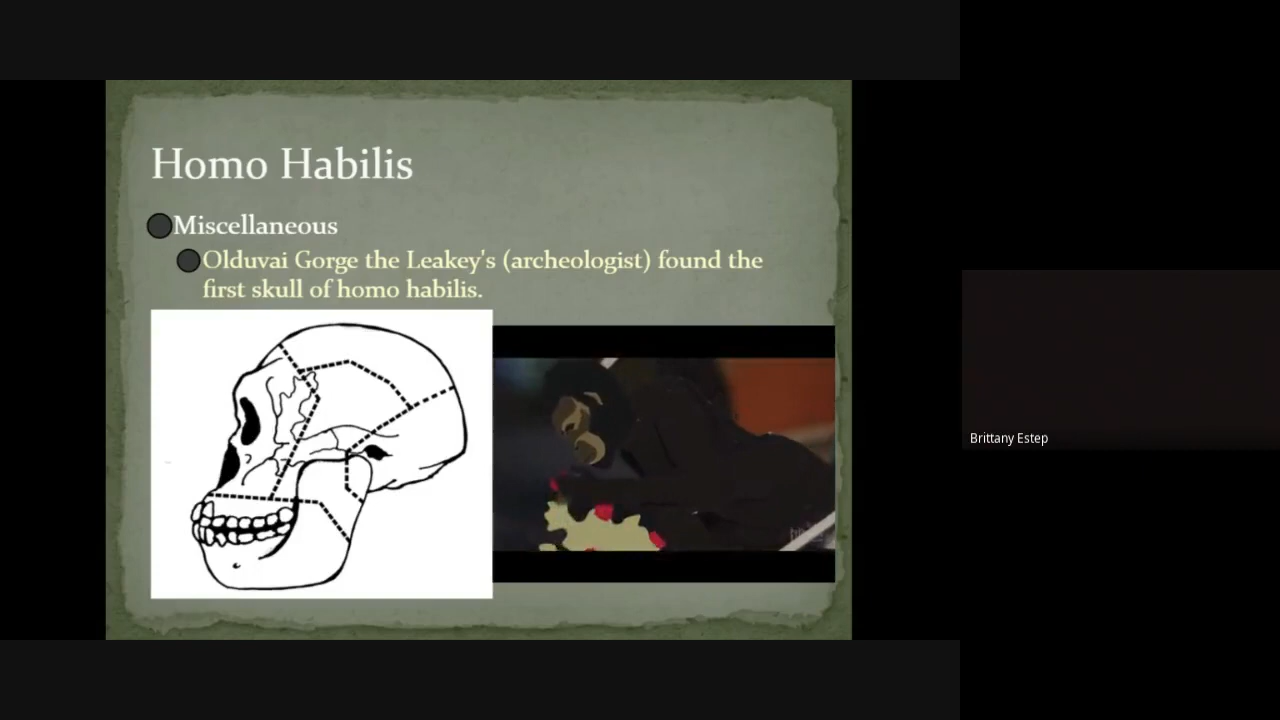 Homo Habilis
Miscellaneous
Olduvai Gorge the Leakey's (archeologist) found the
first skull of homo habilis.
Brittany Estep